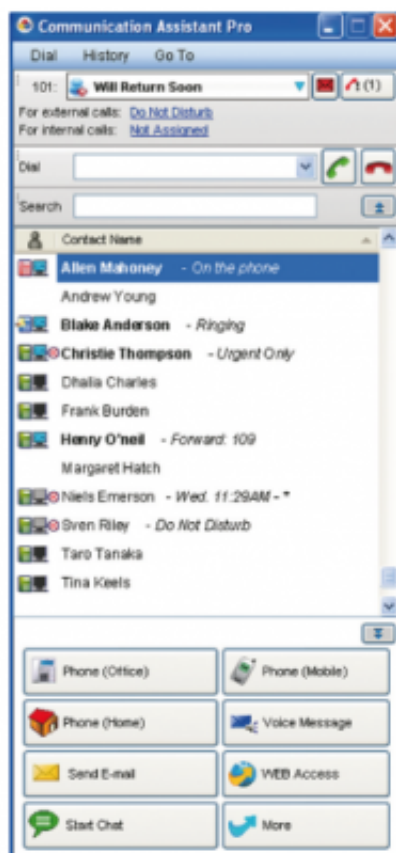 Communication Assistant Pro
Dial History Go To
101: Will Return Soon (1)
For external calls: Do Not Disturb
For internal calls: Not Assigned
Dial
Search
Contact Name
Allen Mahoney - On the phone
Andrew Young
Blake Anderson - Ringing
Christie Thompson - Urgent Only
Dhalia Charles
Frank Burden
Henry O'neil - Forward: 109
Margaret Hatch
Niels Emerson - Wed. 11:29AM - *
Sven Riley - Do Not Disturb
Taro Tanaka
Tina Keels
Phone (Office) Phone (Mobile)
Phone (Home) Voice Message
Send E-mail WEB Access
Start Chat More